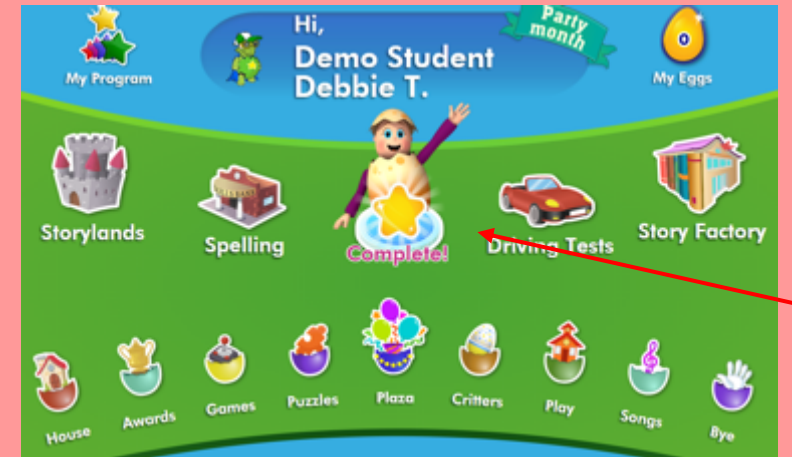 Hi,
Demo Student
Debbie T.
Party
month
My Program
My Eggs
Storylands
Spelling
Complete!
Driving Tests
Story Factory
House
Awards
Games
Puzzles
Plaza
Critters
Play
Songs
Bye